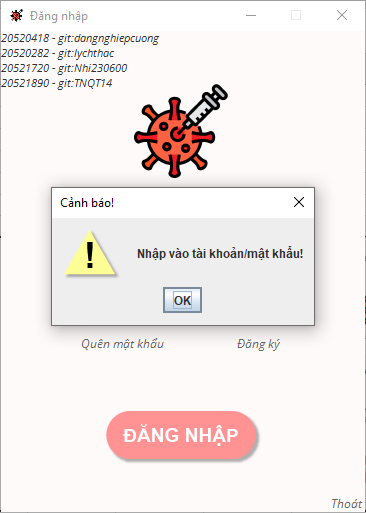 Đăng nhập
20520418 - git:dangnghiepcuong
20520282 - git:lychthac
20521720 - git:Nhi230600
20521890 - git:TNQT14
Cảnh báo!
Nhập vào tài khoản/mật khẩu!
OK
Quên mật khẩu Đăng ký
ĐĂNG NHẬP
Thoát